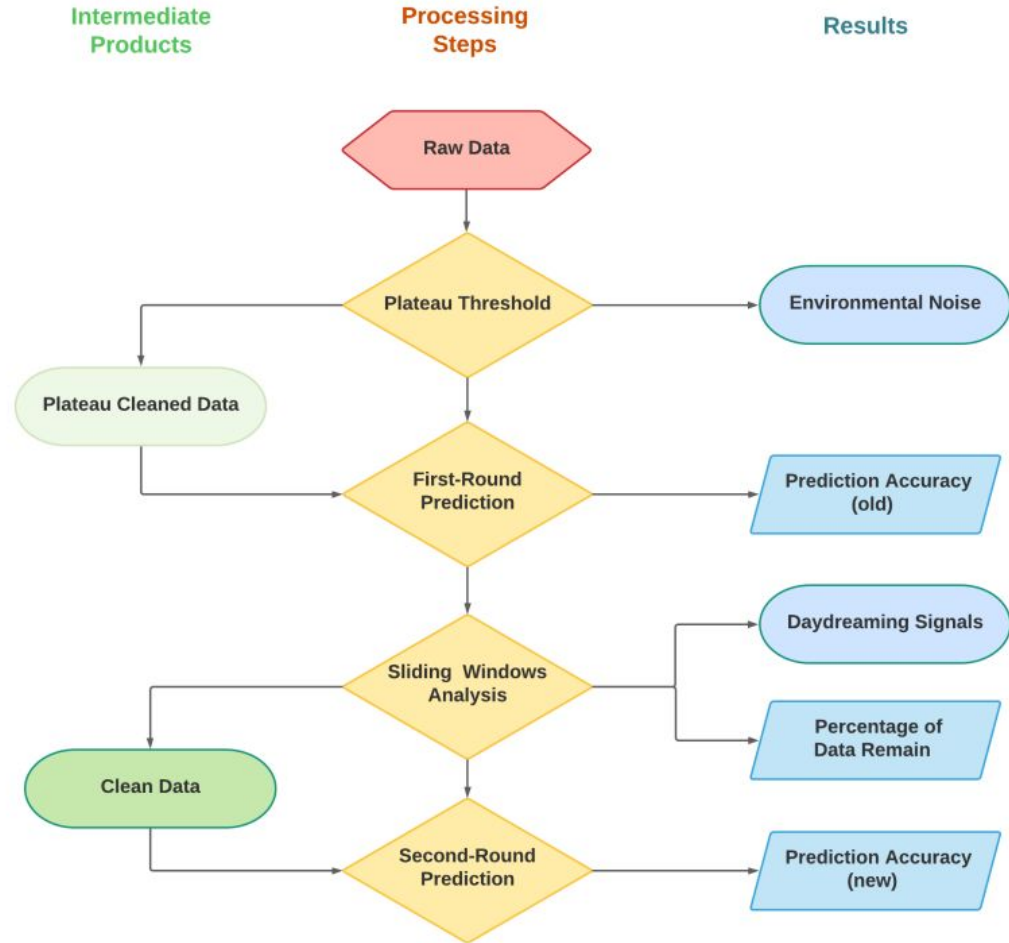 Intermediate
Products
Processing
Steps
Results
Raw Data
Plateau Threshold
Environmental Noise
Plateau Cleaned Data
First-Round
Prediction
Prediction Accuracy
(old)
Daydreaming Signals
Sliding Windows
Analysis
Percentage of
Data Remain
Clean Data
Second-Round
Prediction
Prediction Accuracy
(new)